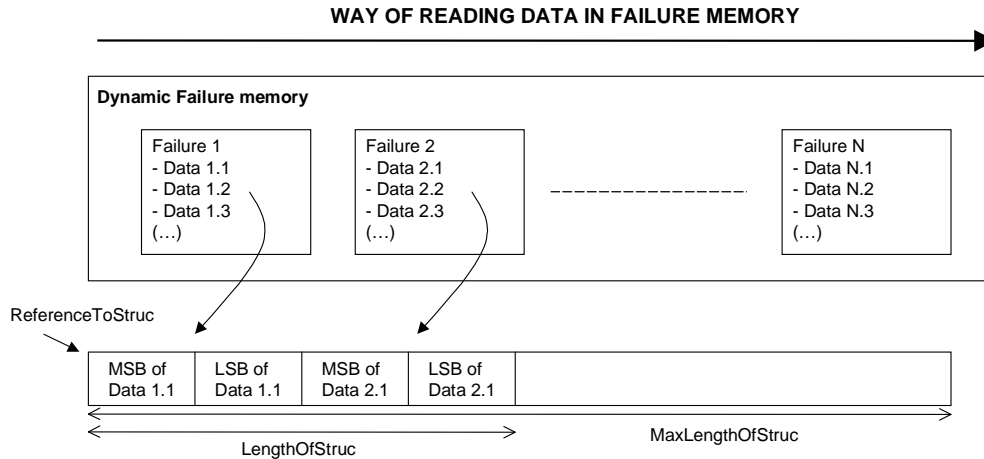 WAY OF READING DATA IN FAILURE MEMORY
Dynamic Failure memory
Failure 1
- Data 1.1
- Data 1.2
- Data 1.3
(…)
Failure 2
- Data 2.1
- Data 2.2
- Data 2.3
(…)
Failure N
- Data N.1
- Data N.2
- Data N.3
(…)
ReferenceToStruc
MSB of
Data 1.1
LSB of
Data 1.1
MSB of
Data 2.1
LSB of
Data 2.1
LengthOfStruc
MaxLengthOfStruc